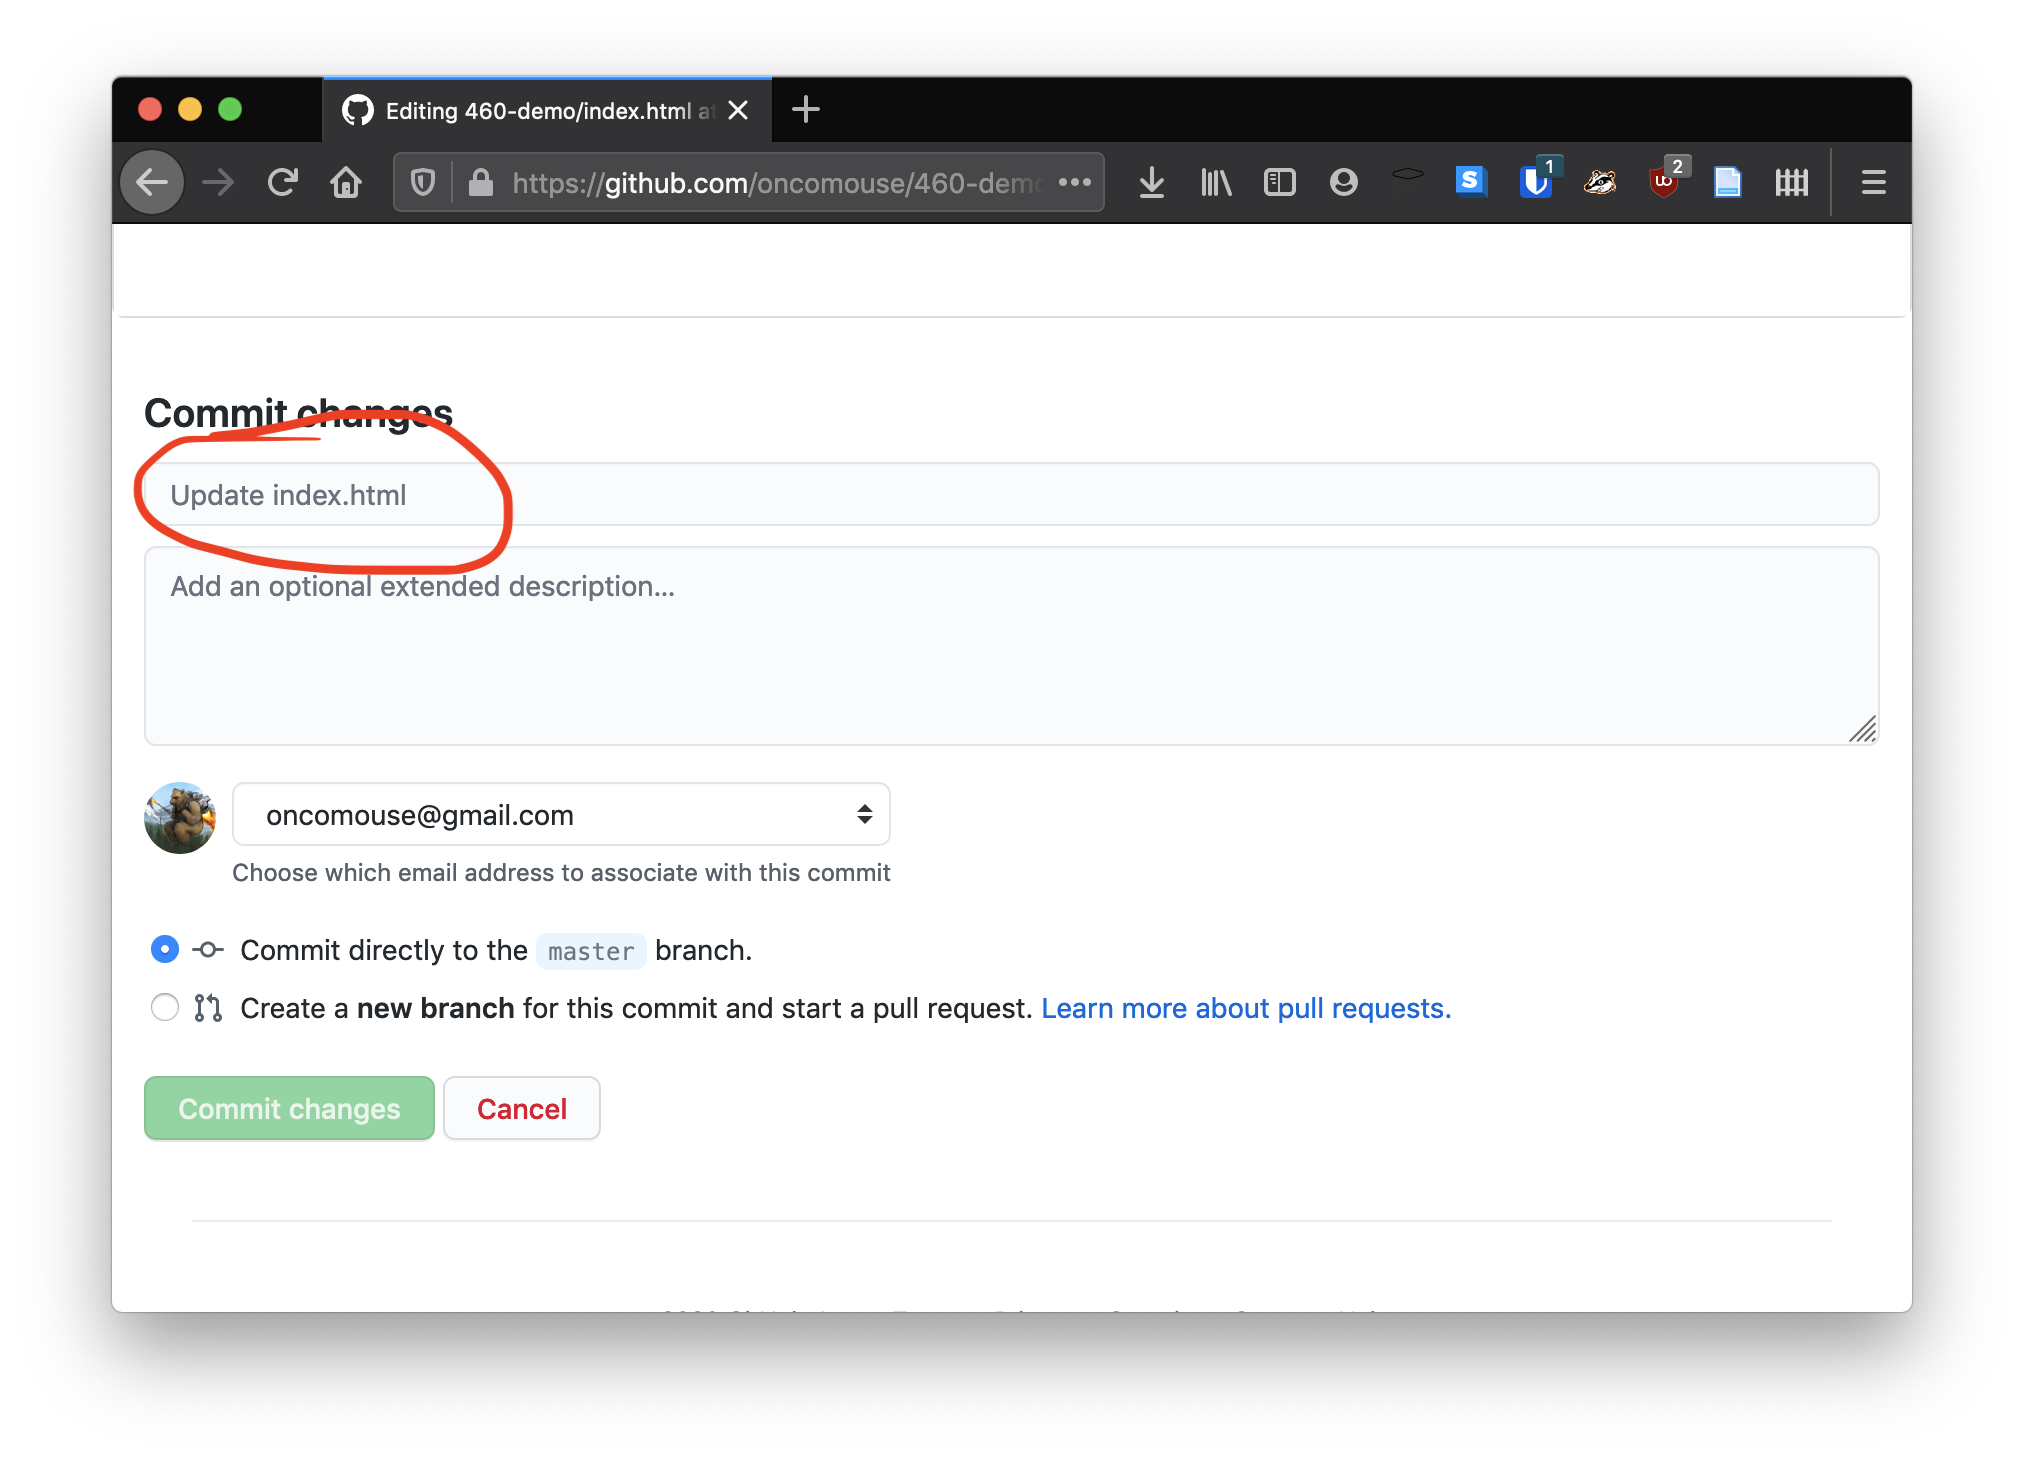 Editing 460-demo/index.html at
https://github.com/oncomouse/460-demo
S
1
2
Commit changes
Update index.html
Add an optional extended description...
oncomouse@gmail.com
Choose which email address to associate with this commit
Commit directly to the master branch.
Create a new branch for this commit and start a pull request. Learn more about pull requests.
Commit changes
Cancel